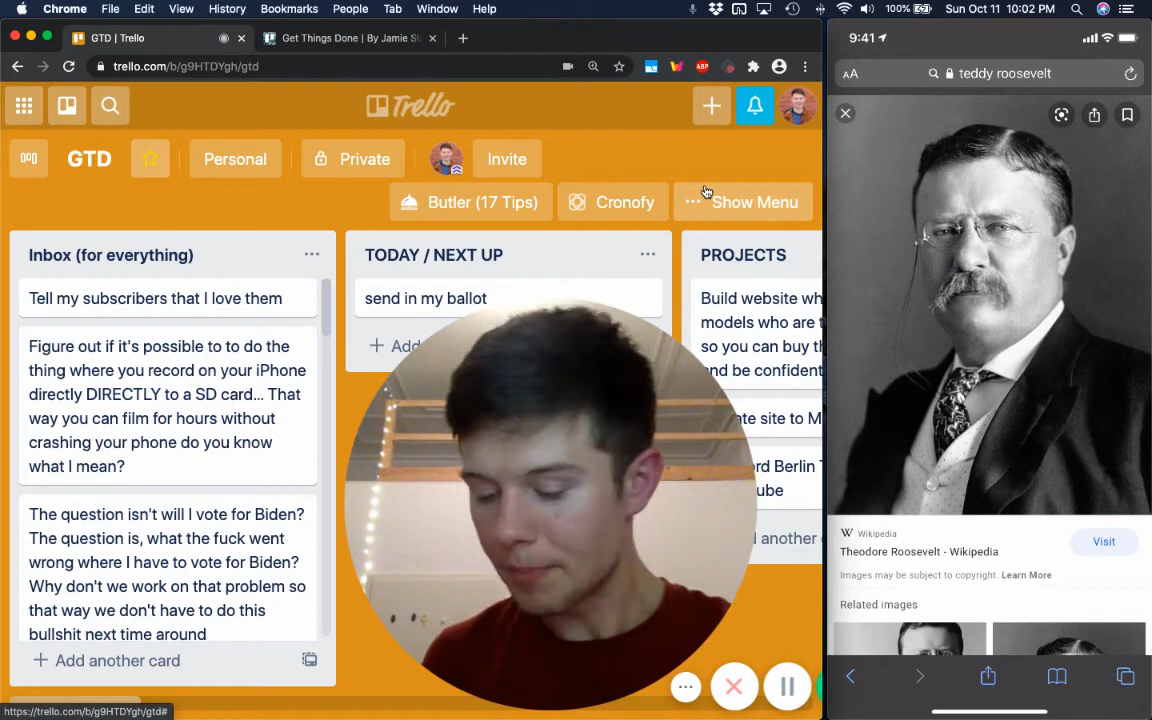 Chrome File Edit View History Bookmarks People Tab Window Help
100% Sun Oct 11 10:02 PM
GTD | Trello
Get Things Done | By Jamie S
trello.com/b/g9HTDYgh/gtd
ABP
Trello
GTD
Personal
Private
Invite
Butler (17 Tips)
Cronofy
Show Menu
Inbox (for everything)
Tell my subscribers that I love them
Figure out if it's possible to to do the
thing where you record on your iPhone
directly DIRECTLY to a SD card... That
way you can film for hours without
crashing your phone do you know
what I mean?
The question isn't will I vote for Biden?
The question is, what the fuck went
wrong where I have to vote for Biden?
Why don't we work on that problem so
that way we don't have to do this
bullshit next time around
+ Add another card
TODAY / NEXT UP
send in my ballot
+ Add
PROJECTS
Build website wh
models who are t
so you can buy th
nd be confident
te site to M
rd Berlin T
ube
d another c
https://trello.com/b/g9HTDYgh/gtd#
9:41
AA
teddy roosevelt
W Wikipedia
Theodore Roosevelt - Wikipedia
Visit
Images may be subject to copyright. Learn More
Related images